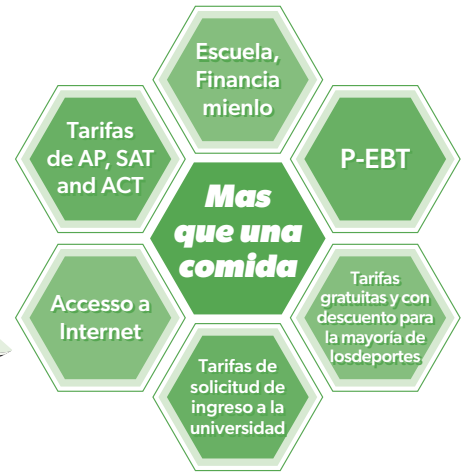 Escuela,
Financia
mienlo
Tarifas
de AP, SAT
and ACT
P-EBT
Mas
que una
comida
Accesso a
Internet
Tarifas
gratuitas y con
descuento para
la mayoría de
losdeportes
Tarifas de
solicitud de
ingreso a la
universidad